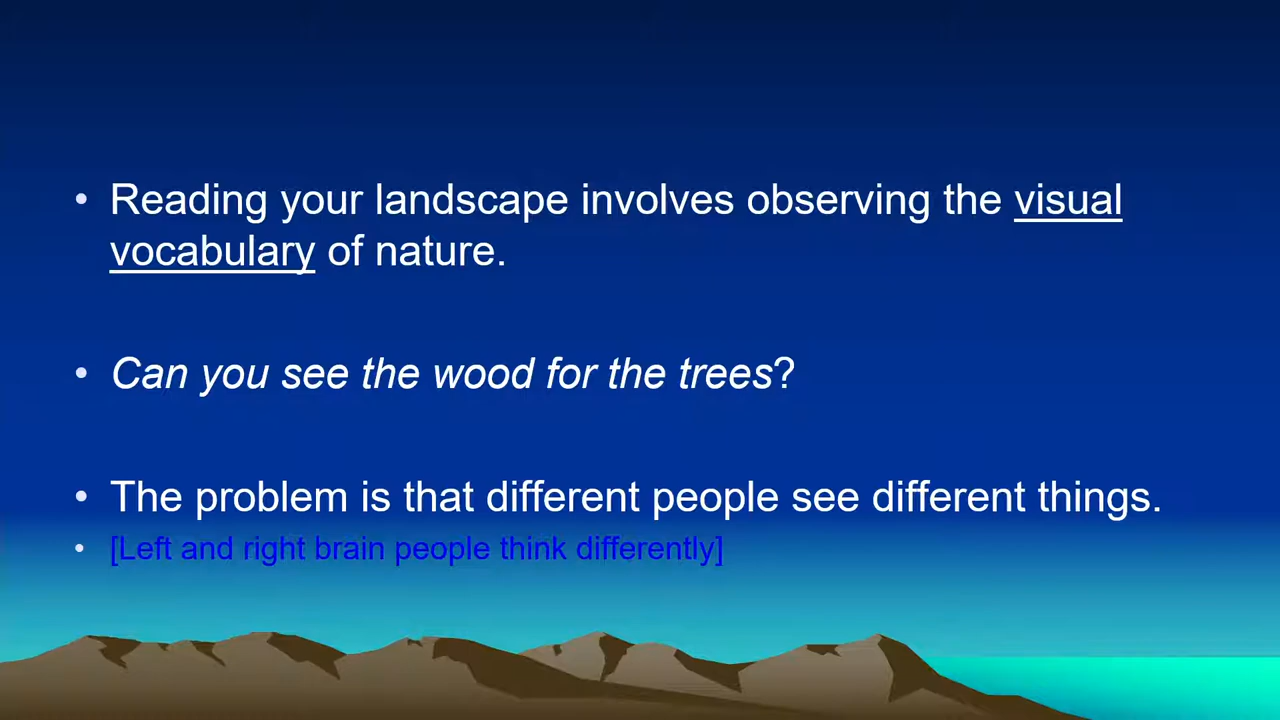 • Reading your landscape involves observing the visual
vocabulary of nature.
• Can you see the wood for the trees?
• The problem is that different people see different things.
• [Left and right brain people think differently]